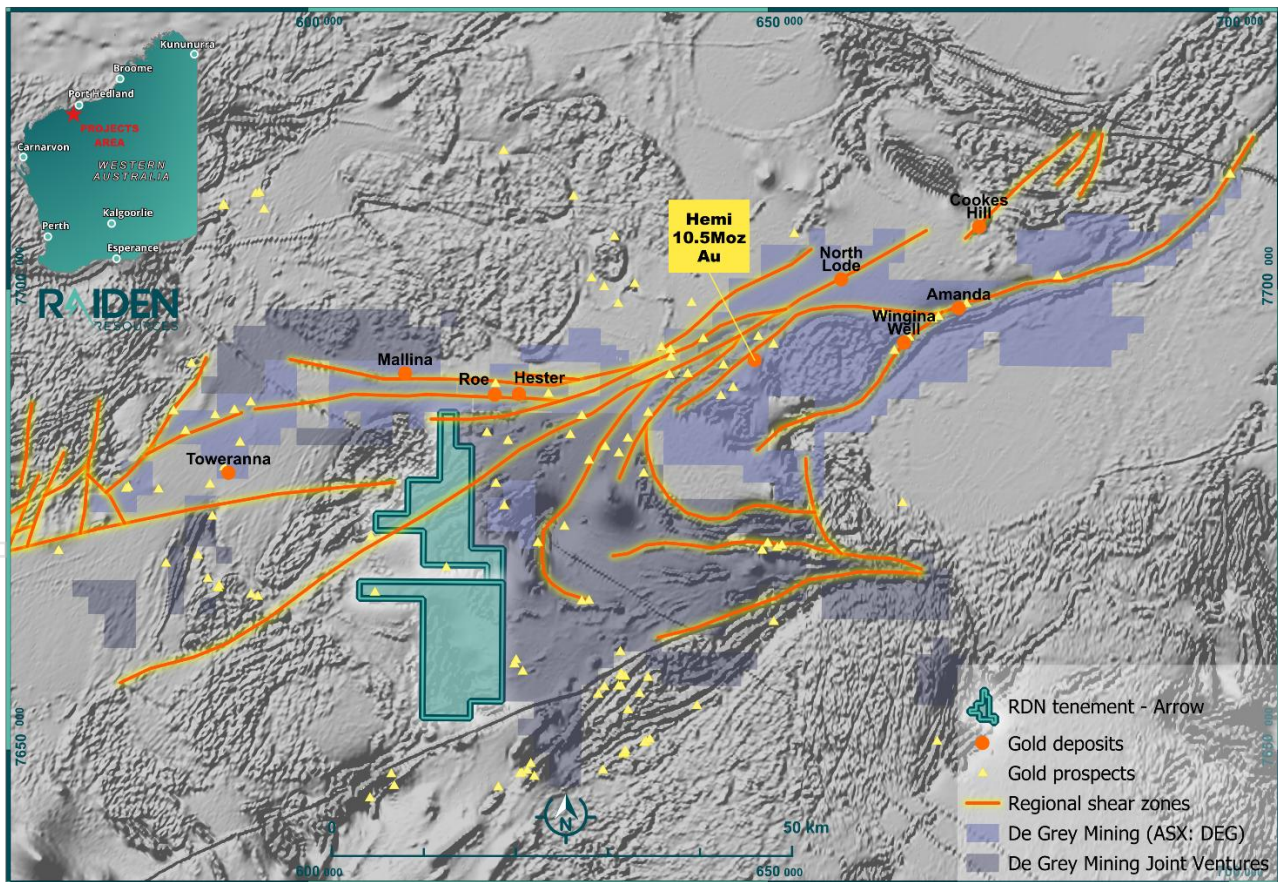 600 000
650 000
700 000
Kununurra
Broome
Port Hedland
PROJECTS
AREA
Carnarvon
WESTERN
AUSTRALIA
Kalgoorlie
Perth
Esperance
7700 000
RAIDEN
RESOURCES
Cookes
Hill
Hemi
10.5Moz
Au
North
Lode
7700 000
Amanda
Wingina
Well
Mallina
Roe
Hester
Toweranna
7650 000
RDN tenement - Arrow
Gold deposits
Gold prospects
Regional shear zones
De Grey Mining (ASX: DEG)
De Grey Mining Joint Ventures
N
0
50 km
600 000
650 000
700 000